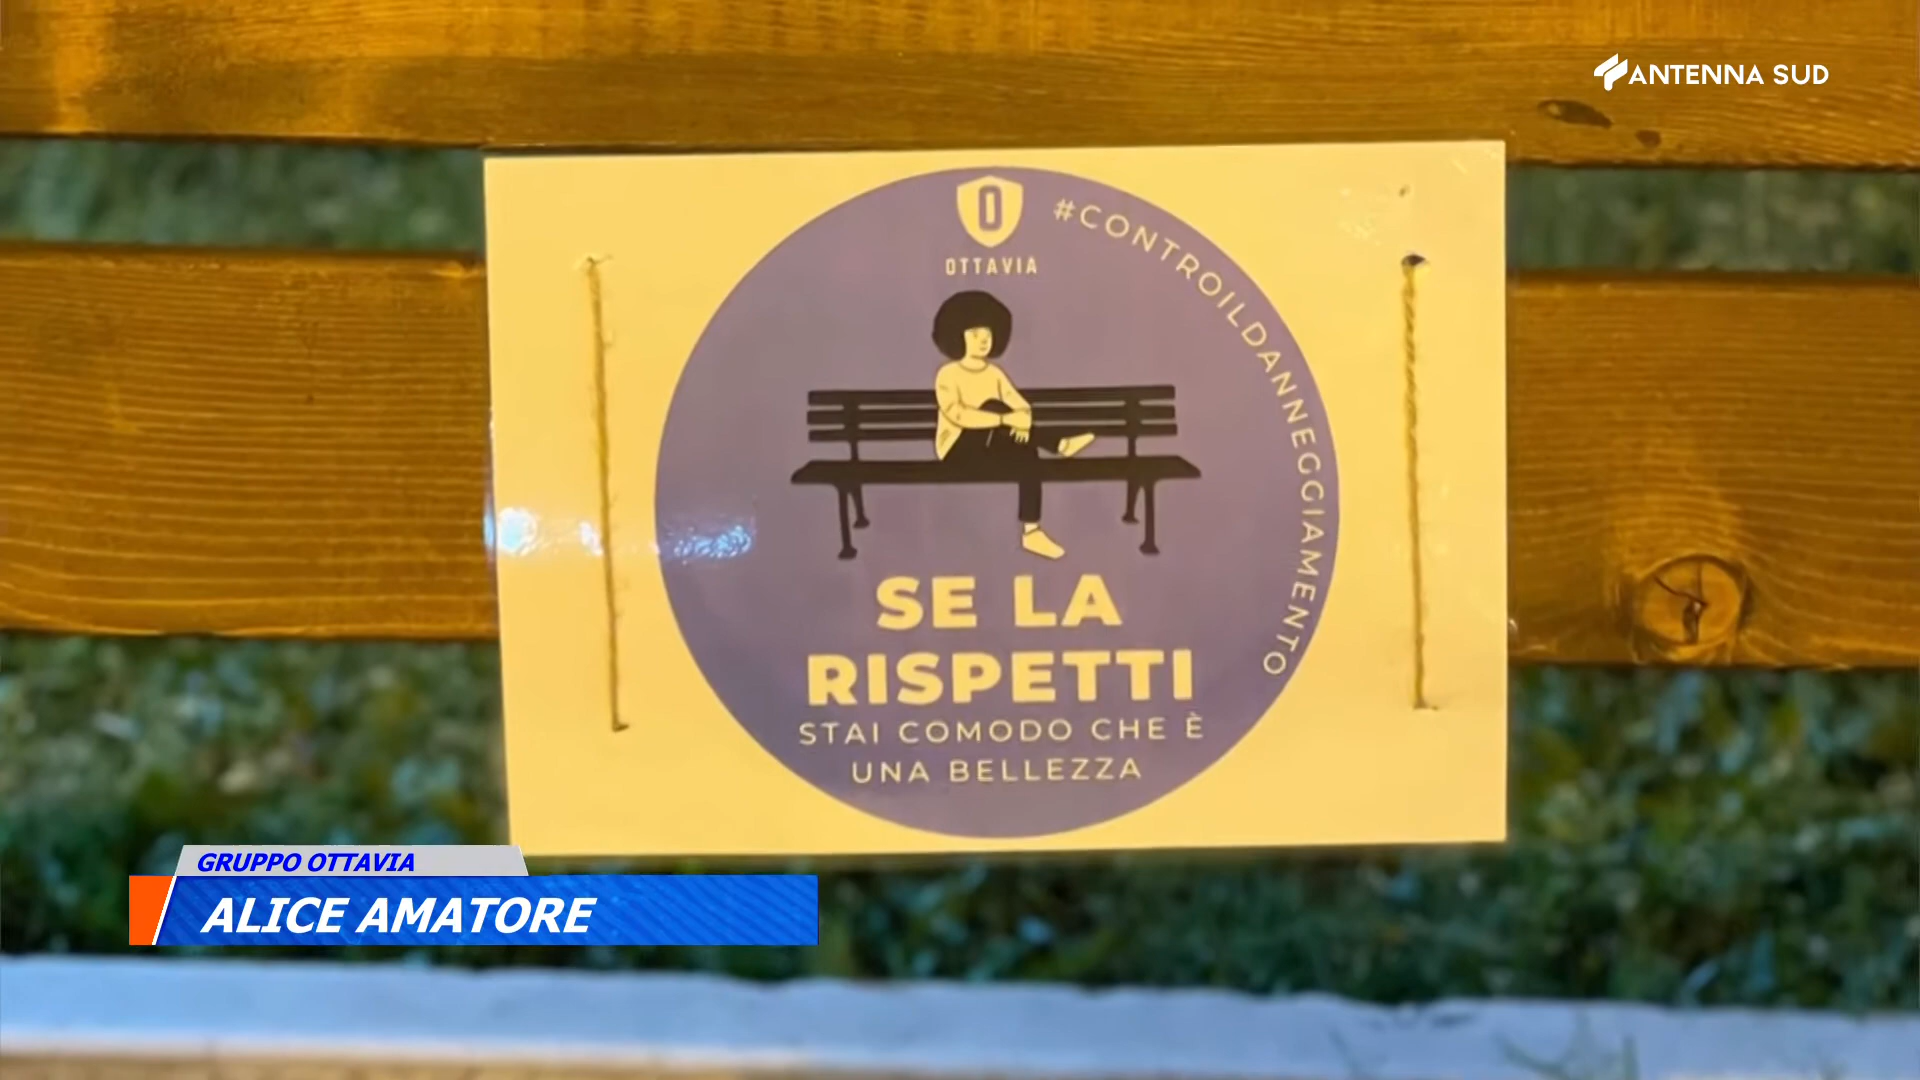 ANTENNA SUD
O
OTTAVIA
#CONTROILDANNEGGIAMENTO
SE LA
RISPETTI
STAI COMODO CHE È
UNA BELLEZZA
GRUPPO OTTAVIA
ALICE AMATORE